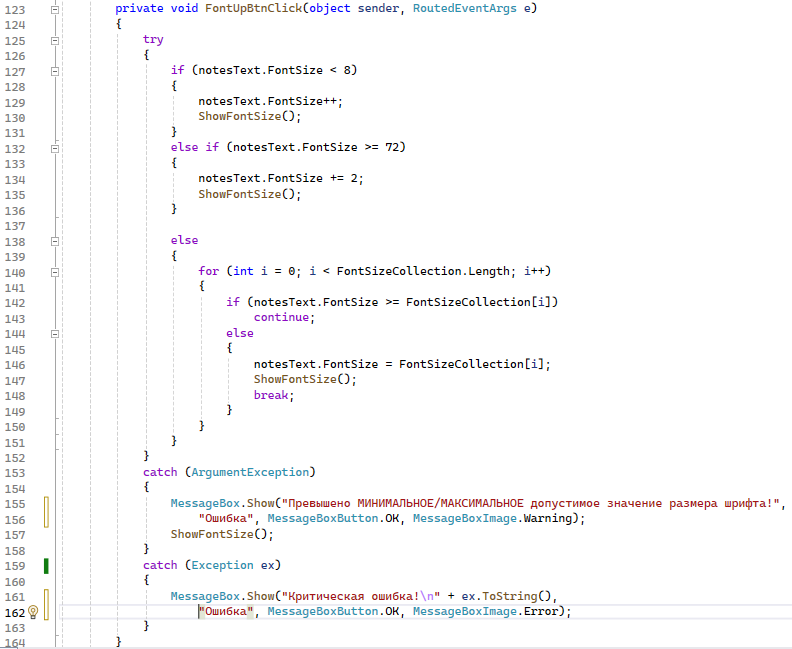 123 private void FontUpBtnClick(object sender, RoutedEventArgs e)
124 {
125 try
126 {
127 if (notesText.FontSize < 8)
128 {
129 notesText.FontSize++;
130 ShowFontSize();
131 }
132 else if (notesText.FontSize >= 72)
133 {
134 notesText.FontSize += 2;
135 ShowFontSize();
136 }
137
138 else
139 {
140 for (int i = 0; i < FontSizeCollection.Length; i++)
141 {
142 if (notesText.FontSize >= FontSizeCollection[i])
143 continue;
144 else
145 {
146 notesText.FontSize = FontSizeCollection[i];
147 ShowFontSize();
148 break;
149 }
150 }
151 }
152 }
153 catch (ArgumentException)
154 {
155 MessageBox.Show("Превышено МИНИМАЛЬНОЕ/МАКСИМАЛЬНОЕ допустимое значение размера шрифта!",
156 "Ошибка", MessageBoxButton.OK, MessageBoxImage.Warning);
157 ShowFontSize();
158 }
159 catch (Exception ex)
160 {
161 MessageBox.Show("Критическая ошибка!\n" + ex.ToString(),
162 "Ошибка", MessageBoxButton.OK, MessageBoxImage.Error);
163 }
164 }